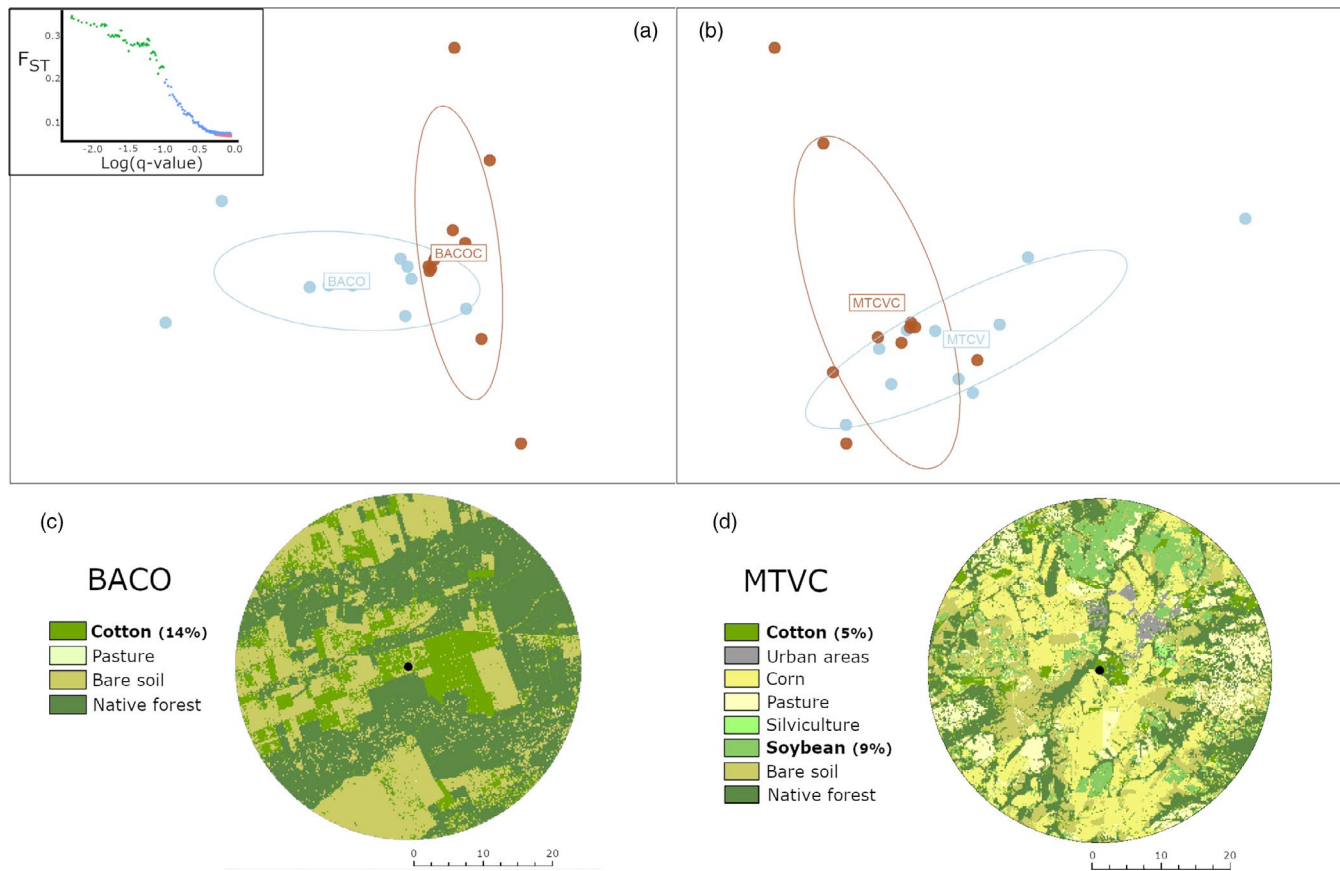 (a)
(b)
F_ST
0.3
0.2
0.1
-2.0 -1.5 -1.0 -0.5 0.0
Log(q-value)
BACO
BACOC
MTCVC
MTCV
(c)
BACO
Cotton (14%)
Pasture
Bare soil
Native forest
0 10 20
(d)
MTVC
Cotton (5%)
Urban areas
Corn
Pasture
Silviculture
Soybean (9%)
Bare soil
Native forest
0 10 20